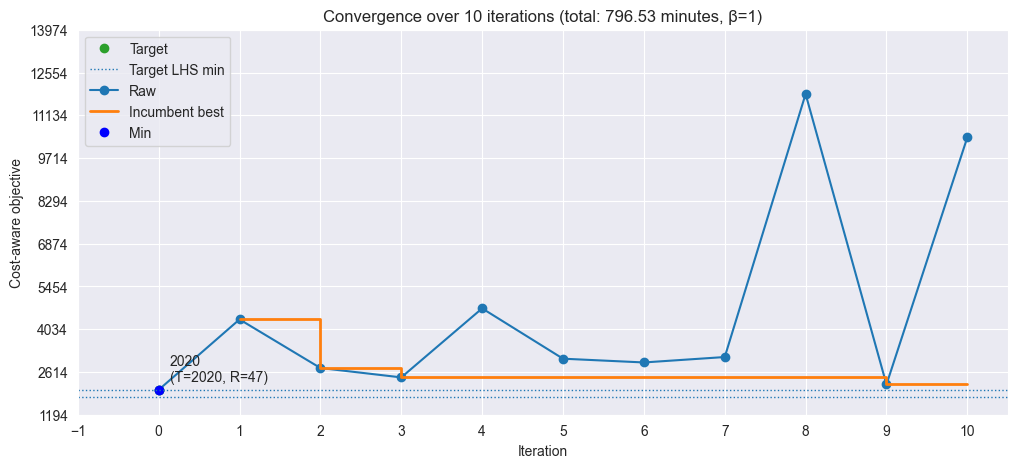 Convergence over 10 iterations (total: 796.53 minutes, β=1)
13974
12554
11134
9714
8294
6874
5454
4034
2614
1194
Cost-aware objective
Target
Target LHS min
Raw
Incumbent best
Min
2020
(T=2020, R=47)
−1
0
1
2
3
4
5
6
7
8
9
10
Iteration